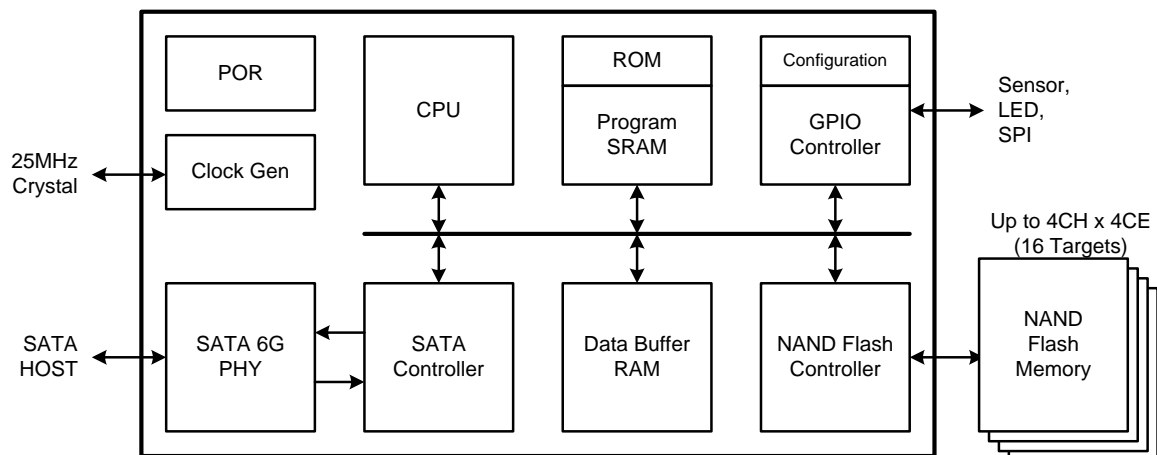 POR
CPU
ROM
Program
SRAM
Configuration
GPIO
Controller
Sensor,
LED,
SPI
25MHz
Crystal
Clock Gen
Up to 4CH x 4CE
(16 Targets)
SATA
HOST
SATA 6G
PHY
SATA
Controller
Data Buffer
RAM
NAND Flash
Controller
NAND
Flash
Memory